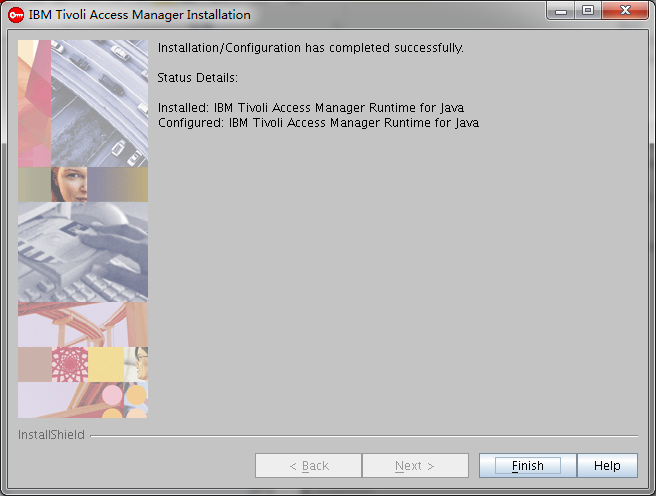 IBM Tivoli Access Manager Installation
Installation/Configuration has completed successfully.
Status Details:
Installed: IBM Tivoli Access Manager Runtime for Java
Configured: IBM Tivoli Access Manager Runtime for Java
InstallShield
< Back
Next >
Finish
Help